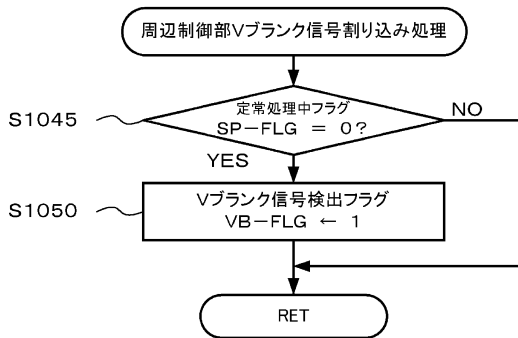 周辺制御部Vブランク信号割り込み処理
S1045
定常処理中フラグ
SP-FLG = 0?
NO
YES
S1050
Vブランク信号検出フラグ
VB-FLG ← 1
RET